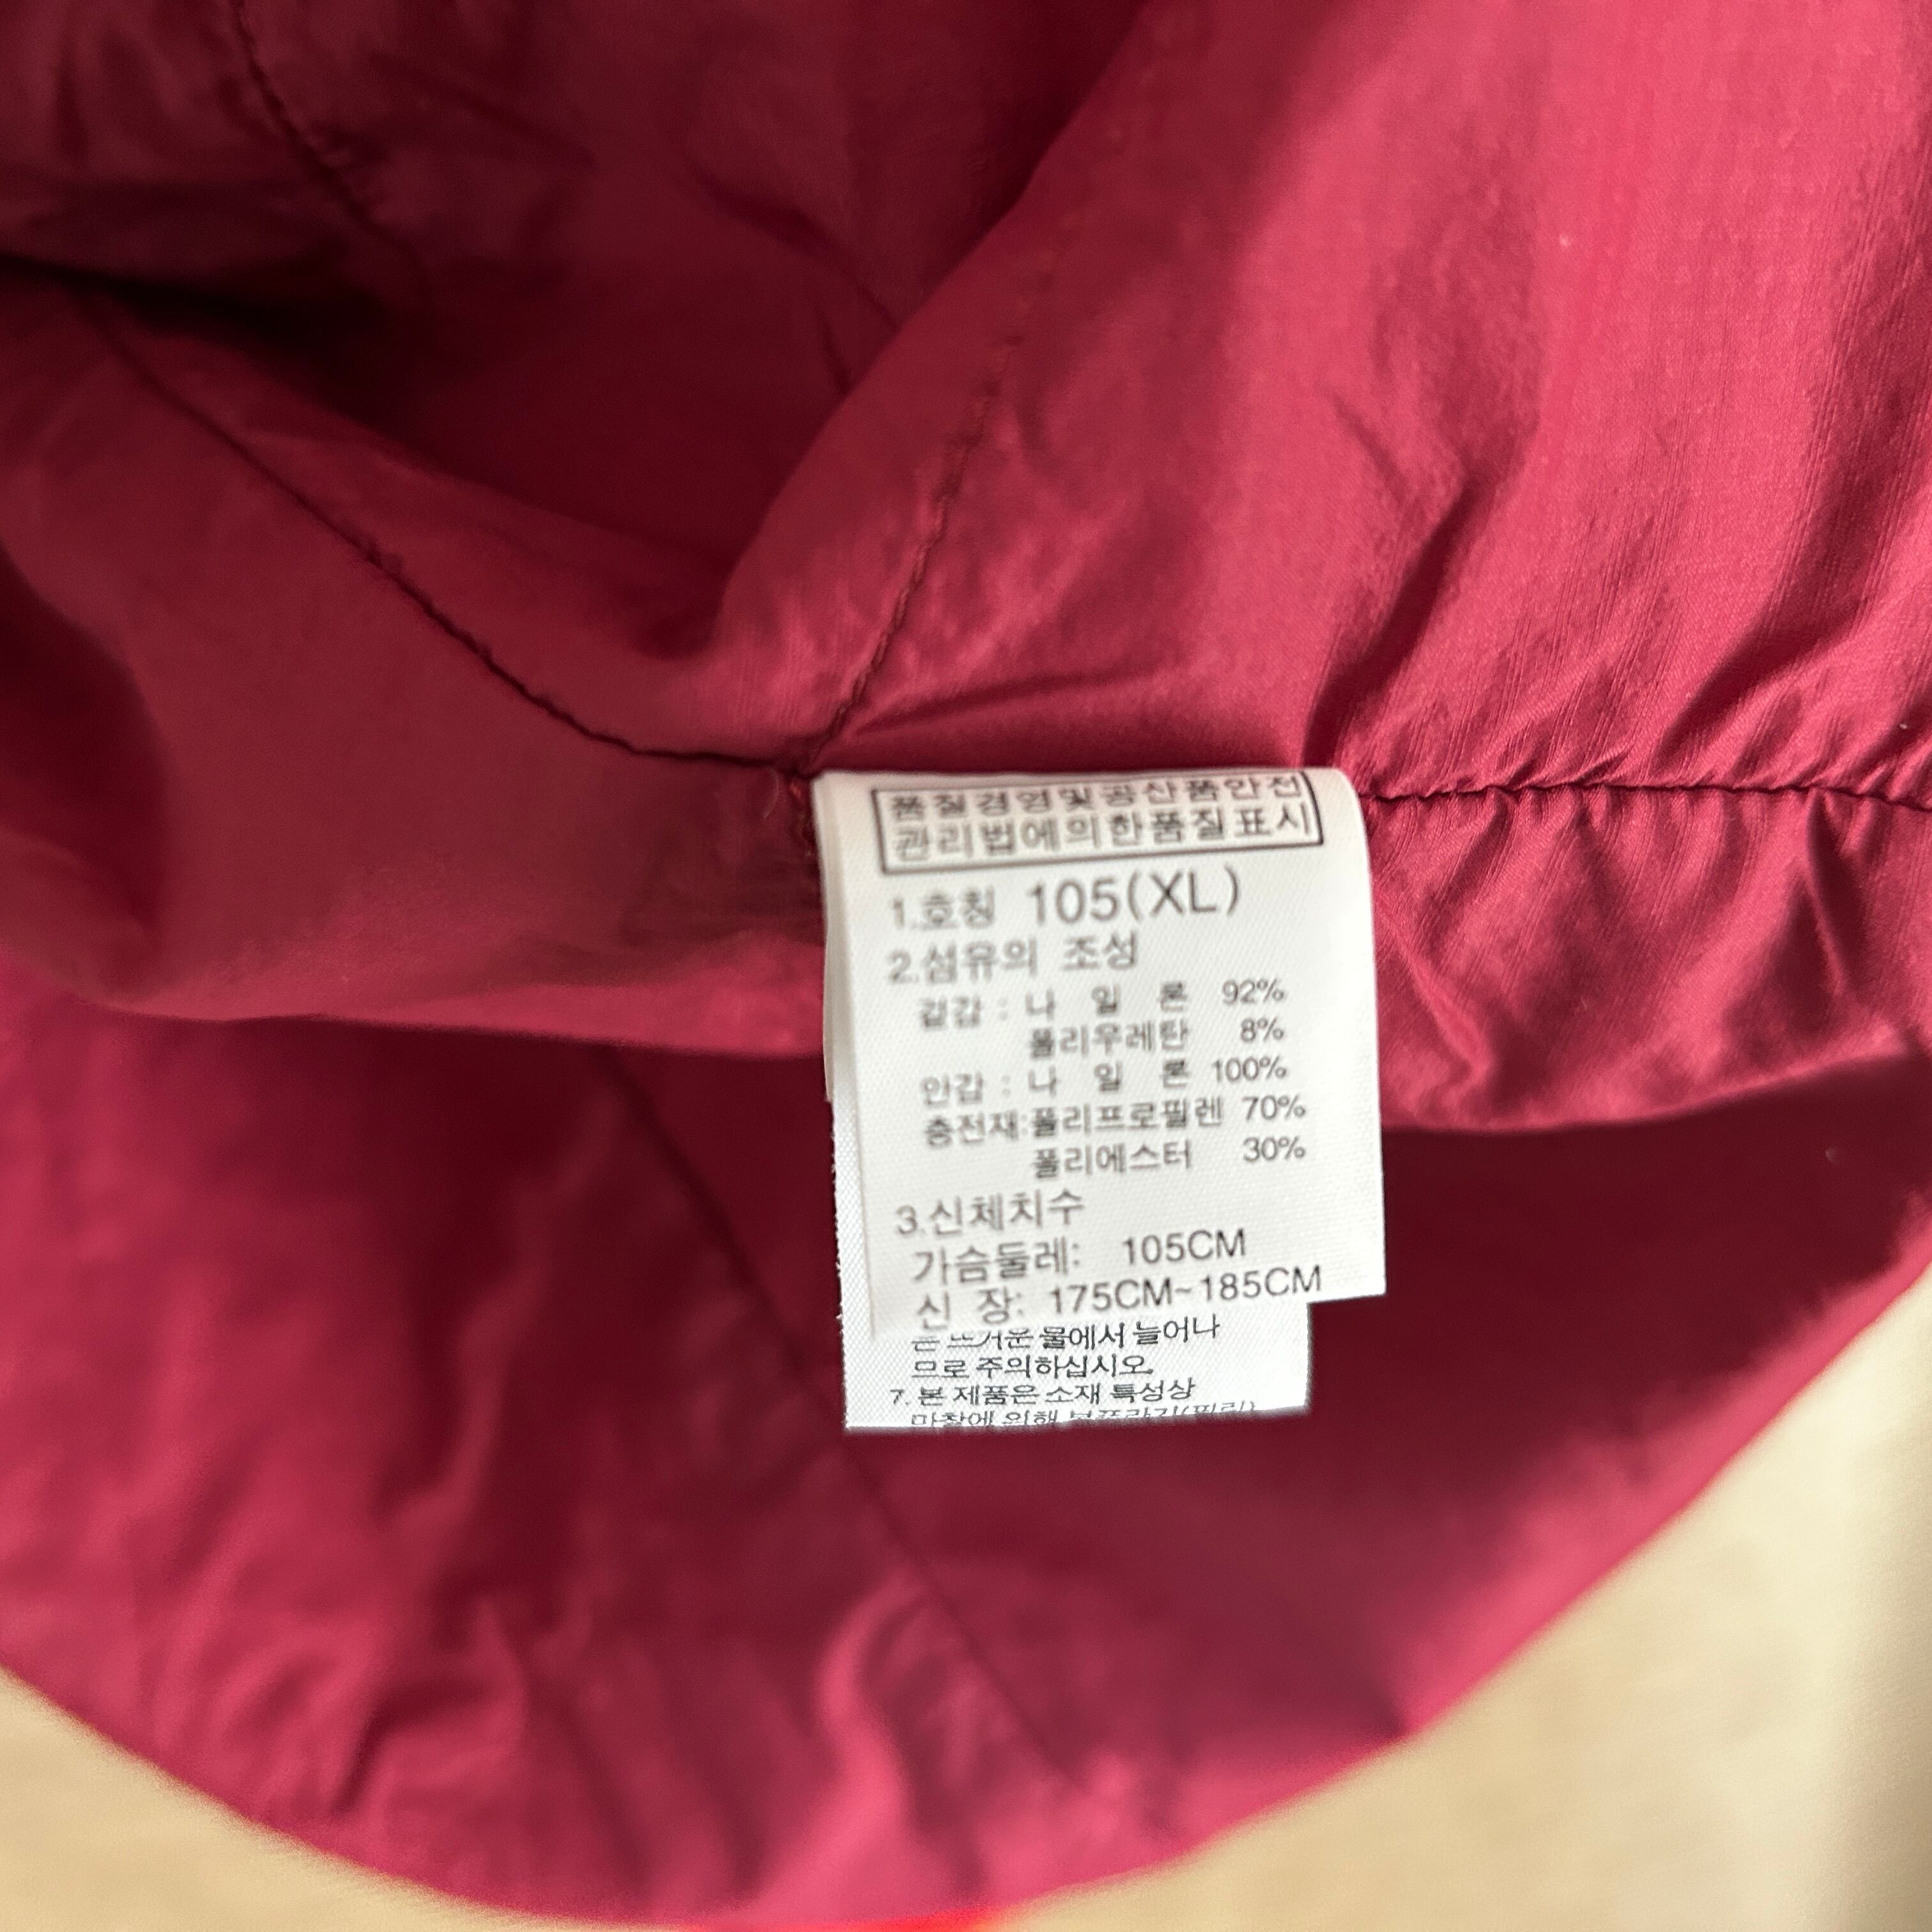 품질경영및공산품안전
관리법에의한품질표시
1.호칭 105(XL)
2.섬유의 조성
겉감 : 나 일 론 92%
폴리우레탄 8%
안감 : 나 일 론 100%
충전재:폴리프로필렌 70%
폴리에스터 30%
3.신체치수
가슴둘레: 105CM
신 장: 175CM~185CM
물에서 늘어나
므로 주의하십시오.
7. 본 제품은 소재 특성상
마찰에 의해